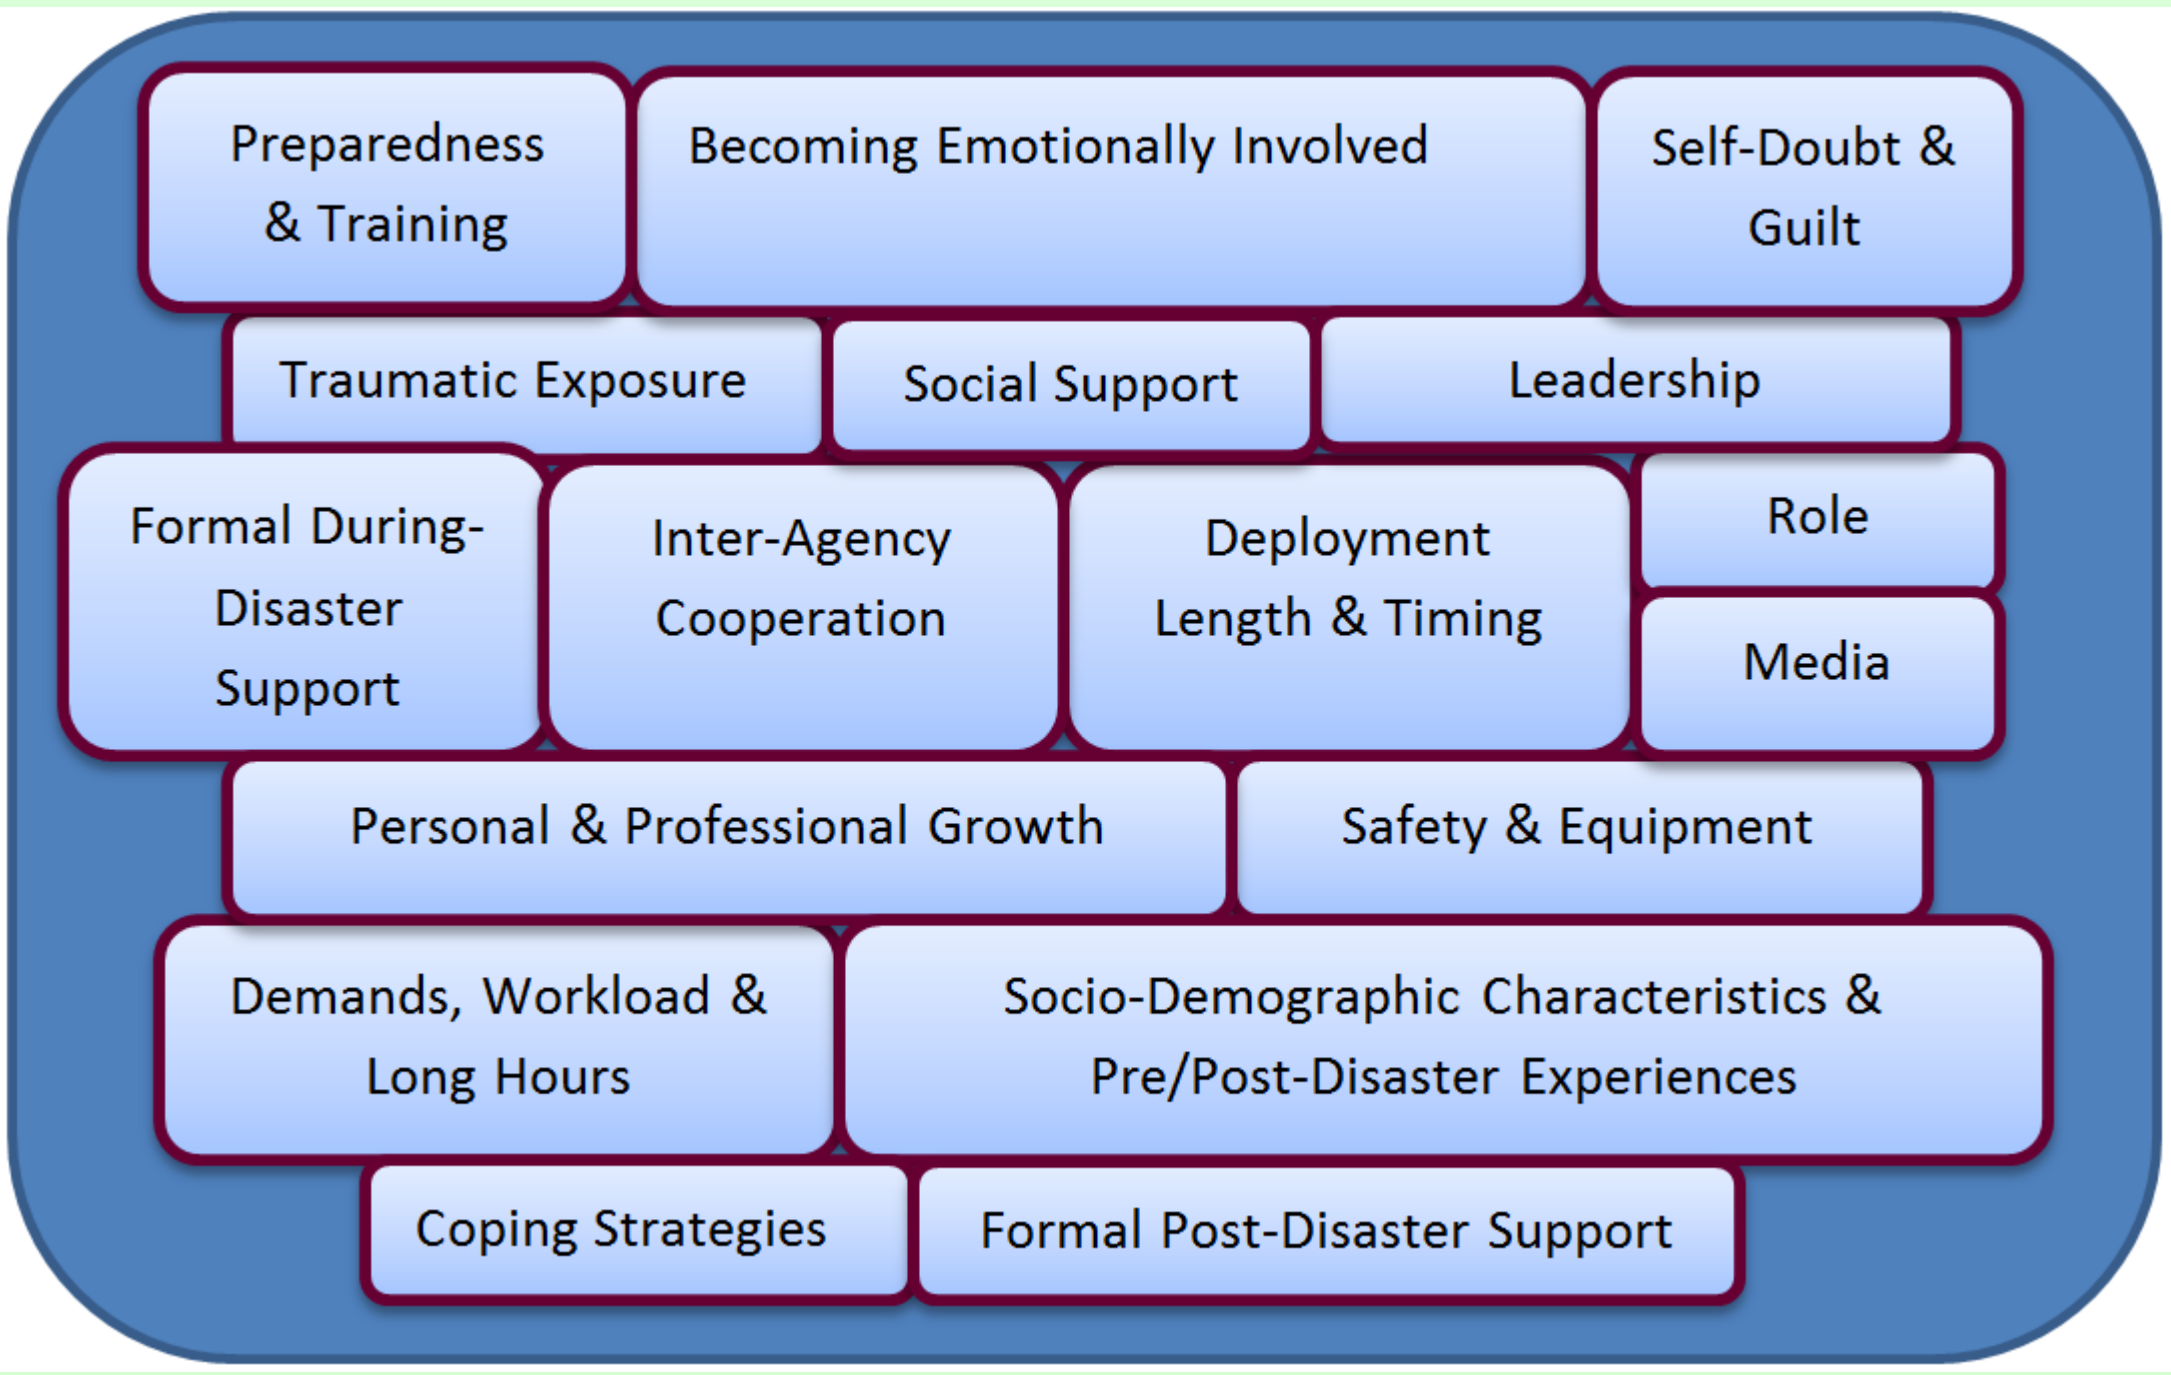 Preparedness
& Training
Becoming Emotionally Involved
Self-Doubt &
Guilt
Traumatic Exposure
Social Support
Leadership
Formal During-
Disaster
Support
Inter-Agency
Cooperation
Deployment
Length & Timing
Role
Media
Personal & Professional Growth
Safety & Equipment
Demands, Workload &
Long Hours
Socio-Demographic Characteristics &
Pre/Post-Disaster Experiences
Coping Strategies
Formal Post-Disaster Support